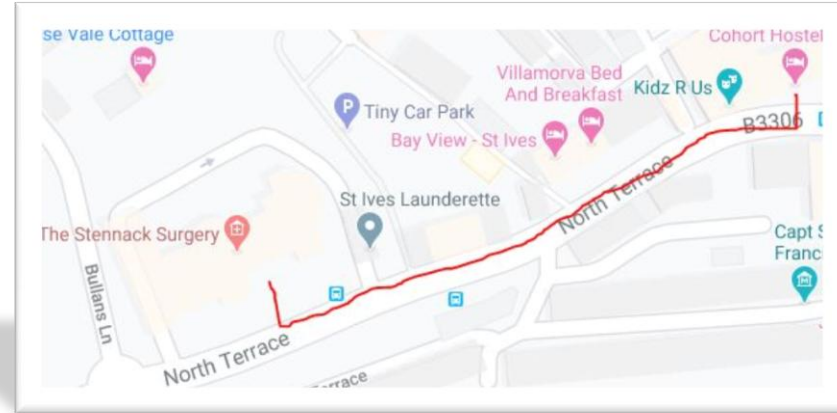 se Vale Cottage
Cohort Hostel
Villamorva Bed
And Breakfast
Kidz R Us
P
Tiny Car Park
B3306
Bay View - St Ives
St Ives Launderette
North Terrace
The Stennack Surgery
Capt S
Franc
Bullans Ln
North Terrace
errace